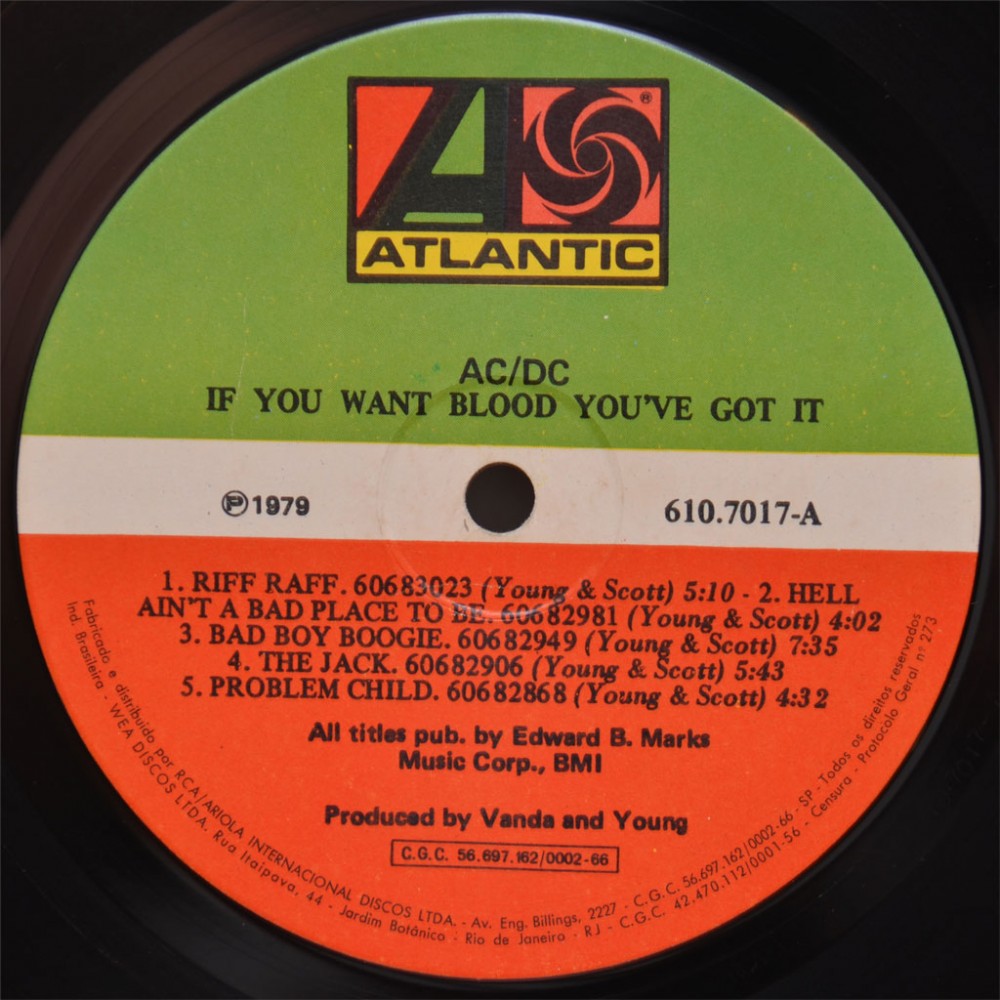 ®
ATLANTIC
AC/DC
IF YOU WANT BLOOD YOU'VE GOT IT
℗1979
610.7017-A
1. RIFF RAFF. 60683023 (Young & Scott) 5:10 - 2. HELL
AIN'T A BAD PLACE TO BE. 60682981 (Young & Scott) 4:02
3. BAD BOY BOOGIE. 60682949 (Young & Scott) 7:35
4. THE JACK. 60682906 (Young & Scott) 5:43
5. PROBLEM CHILD. 60682868 (Young & Scott) 4:32
All titles pub. by Edward B. Marks
Music Corp., BMI
Produced by Vanda and Young
C.G.C. 56.697.162/0002-66
Fabricado e distribuído por RCA/ARIOLA INTERNACIONAL DISCOS LTDA. - Av. Eng. Billings, 2227 - C.G.C. 56.697.162/0002-66 - SP - Todos os direitos reservados
Ind. Brasileira - WEA DISCOS LTDA. Rua Itaipava, 44 - Jardim Botânico - Rio de Janeiro - RJ - C.G.C. 42.470.112/0001-56 - Censura - Protocolo Geral nº 273